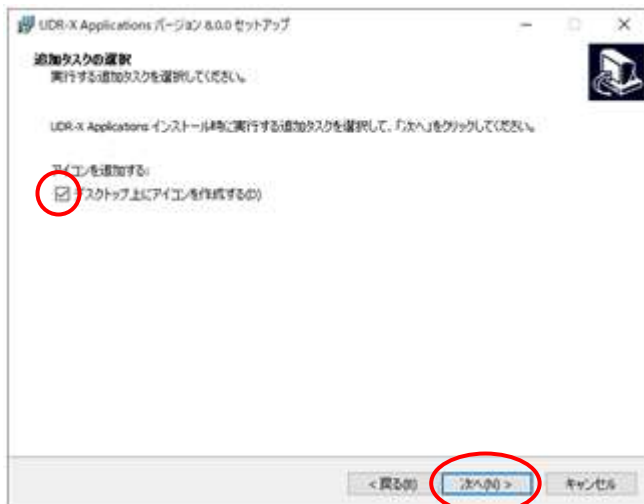 UDR-X Applications バージョン 8.0.0 セットアップ
追加タスクの選択
実行する追加タスクを選択してください。
UDR-X Applications インストール時に実行する追加タスクを選択して、「次へ」をクリックしてください。
アイコンを追加する:
デスクトップ上にアイコンを作成する(D)
< 戻る(B) 次へ(N) > キャンセル